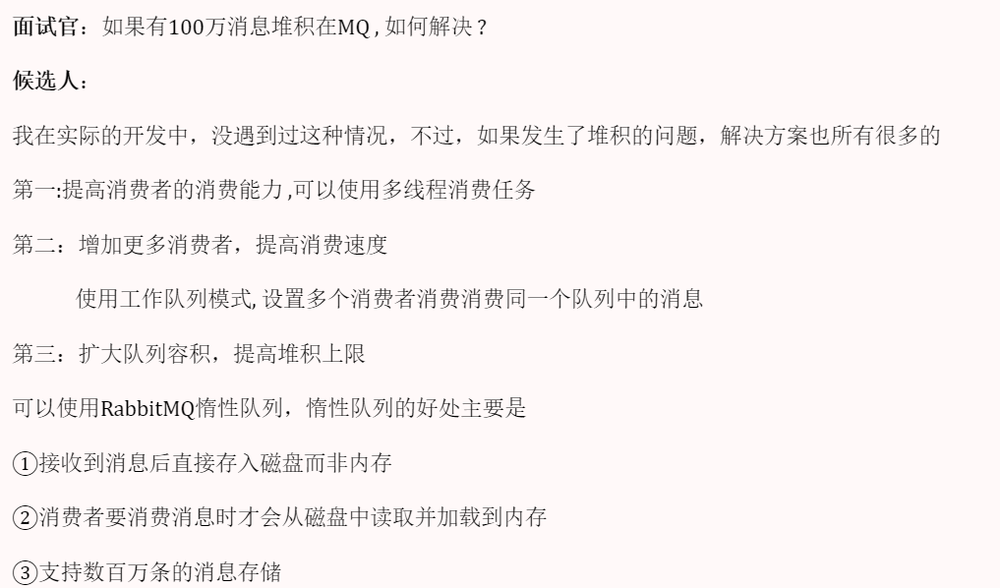 面试官：如果有100万消息堆积在MQ , 如何解决 ?
候选人：
我在实际的开发中，没遇到过这种情况，不过，如果发生了堆积的问题，解决方案也所有很多的
第一:提高消费者的消费能力 ,可以使用多线程消费任务
第二：增加更多消费者，提高消费速度
使用工作队列模式, 设置多个消费者消费消费同一个队列中的消息
第三：扩大队列容积，提高堆积上限
可以使用RabbitMQ惰性队列，惰性队列的好处主要是
①接收到消息后直接存入磁盘而非内存
②消费者要消费消息时才会从磁盘中读取并加载到内存
③支持数百万条的消息存储